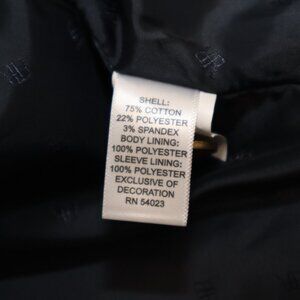 SHELL:
75% COTTON
22% POLYESTER
3% SPANDEX
BODY LINING:
100% POLYESTER
SLEEVE LINING:
100% POLYESTER
EXCLUSIVE OF
DECORATION
RN 54023